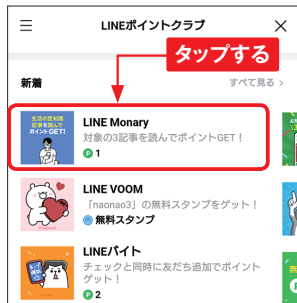 LINEポイントクラブ
タップする
新着
すべて見る >
生活の豆知識
記事を読んで
ポイントGET!
LINE Monary
対象の3記事を読んでポイントGET！
P 1
LINE VOOM
「naonao3」の無料スタンプをゲット！
無料スタンプ
LINEバイト
チェックと同時に友だち追加でポイント
ゲット！
P 2